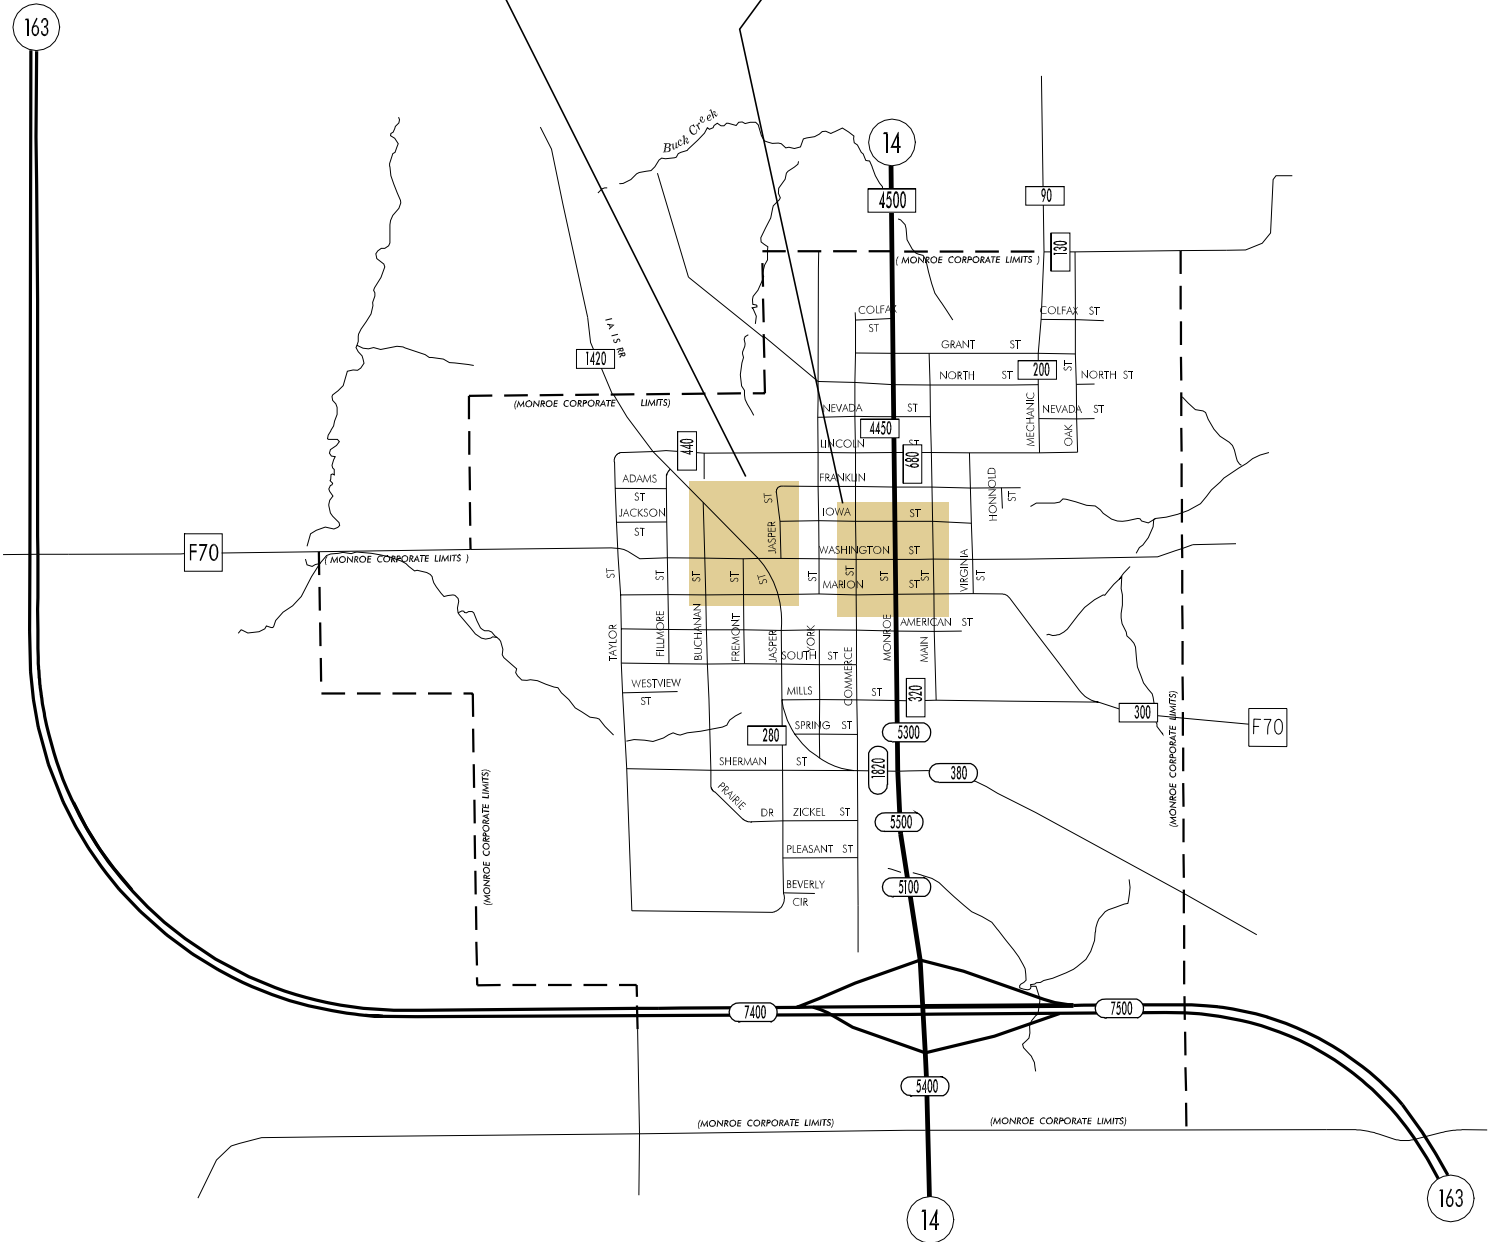 163
Buck Creek
14
4500
90
130
( MONROE CORPORATE LIMITS )
COLFAX
ST
COLFAX ST
I A I S RR
1420
GRANT ST
200
ST
NORTH ST
NORTH ST
(MONROE CORPORATE LIMITS)
NEVADA ST
NEVADA ST
MECHANIC
OAK
4450
LINCOLN ST
440
680
ADAMS
ST
FRANKLIN
HONNOLD
ST
JACKSON
ST
JASPER
ST
IOWA ST
F70
( MONROE CORPORATE LIMITS )
WASHINGTON ST
TAYLOR
ST
FILLMORE
ST
BUCHANAN
ST
FREMONT
ST
JASPER
ST
YORK
ST
MARION ST
COMMERCE
ST
MONROE
ST
MAIN
ST
VIRGINIA
ST
AMERICAN ST
SOUTH ST
WESTVIEW
ST
MILLS ST
320
300
F70
SPRING ST
280
5300
SHERMAN ST
1820
380
(MONROE CORPORATE LIMITS)
(MONROE CORPORATE LIMITS)
PRAIRIE
DR
ZICKEL ST
5500
PLEASANT ST
BEVERLY
CIR
5100
7400
7500
5400
(MONROE CORPORATE LIMITS)
(MONROE CORPORATE LIMITS)
14
163